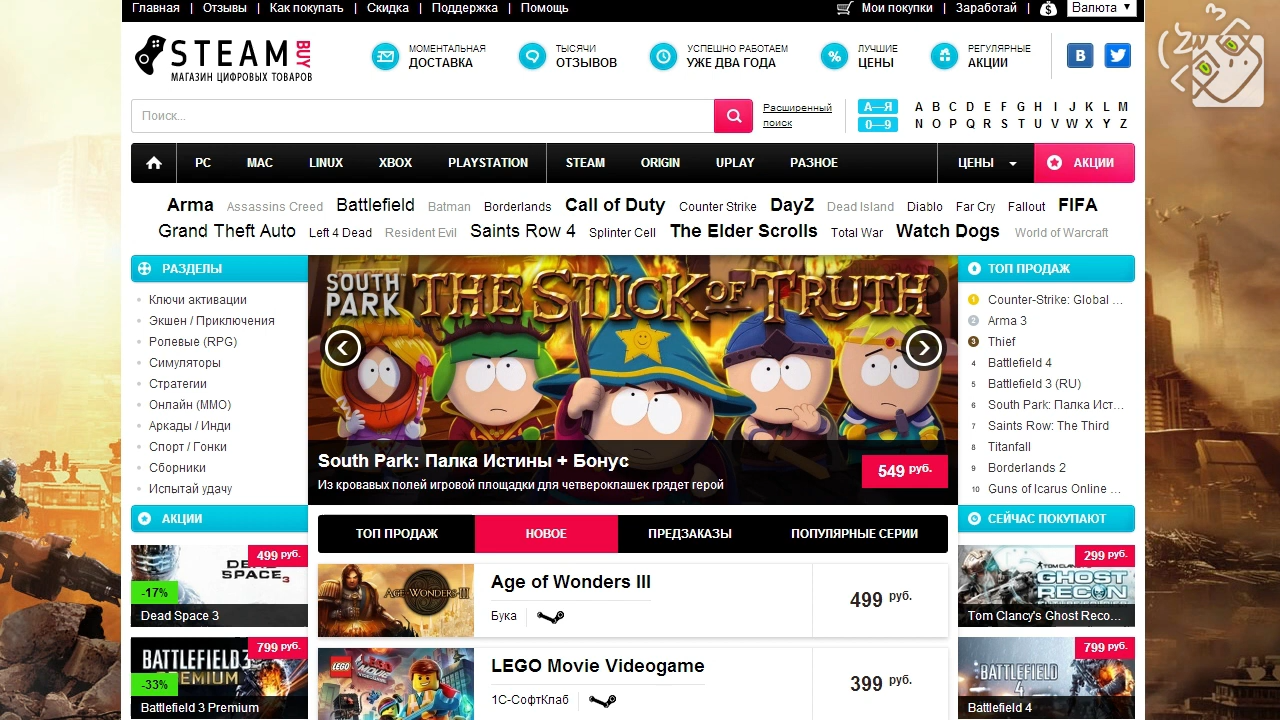 Главная | Отзывы | Как покупать | Скидка | Поддержка | Помощь
Мои покупки | Заработай | Валюта
STEAM BUY
МАГАЗИН ЦИФРОВЫХ ТОВАРОВ
МОМЕНТАЛЬНАЯ
ДОСТАВКА
ТЫСЯЧИ
ОТЗЫВОВ
УСПЕШНО РАБОТАЕМ
УЖЕ ДВА ГОДА
ЛУЧШИЕ
ЦЕНЫ
РЕГУЛЯРНЫЕ
АКЦИИ
Поиск...
Расширенный
поиск
А—Я A B C D E F G H I J K L M
0—9 N O P Q R S T U V W X Y Z
PC MAC LINUX XBOX PLAYSTATION STEAM ORIGIN UPLAY РАЗНОЕ ЦЕНЫ АКЦИИ
Arma Assassins Creed Battlefield Batman Borderlands Call of Duty Counter Strike DayZ Dead Island Diablo Far Cry Fallout FIFA
Grand Theft Auto Left 4 Dead Resident Evil Saints Row 4 Splinter Cell The Elder Scrolls Total War Watch Dogs World of Warcraft
РАЗДЕЛЫ
Ключи активации
Экшен / Приключения
Ролевые (RPG)
Симуляторы
Стратегии
Онлайн (MMO)
Аркады / Инди
Спорт / Гонки
Сборники
Испытай удачу
АКЦИИ
499 руб.
DEAD SPACE 3
-17%
Dead Space 3
799 руб.
BATTLEFIELD 3
PREMIUM
-33%
Battlefield 3 Premium
SOUTH PARK THE STICK OF TRUTH
South Park: Палка Истины + Бонус
Из кровавых полей игровой площадки для четвероклашек грядет герой
549 руб.
ТОП ПРОДАЖ НОВОЕ ПРЕДЗАКАЗЫ ПОПУЛЯРНЫЕ СЕРИИ
AGE OF WONDERS III
Age of Wonders III
Бука
499 руб.
LEGO
LEGO Movie Videogame
1С-СофтКлаб
399 руб.
ТОП ПРОДАЖ
1 Counter-Strike: Global ...
2 Arma 3
3 Thief
4 Battlefield 4
5 Battlefield 3 (RU)
6 South Park: Палка Ист...
7 Saints Row: The Third
8 Titanfall
9 Borderlands 2
10 Guns of Icarus Online ...
СЕЙЧАС ПОКУПАЮТ
299 руб.
TOM CLANCY'S
GHOST RECON
Tom Clancy's Ghost Reco...
799 руб.
BATTLEFIELD 4
Battlefield 4